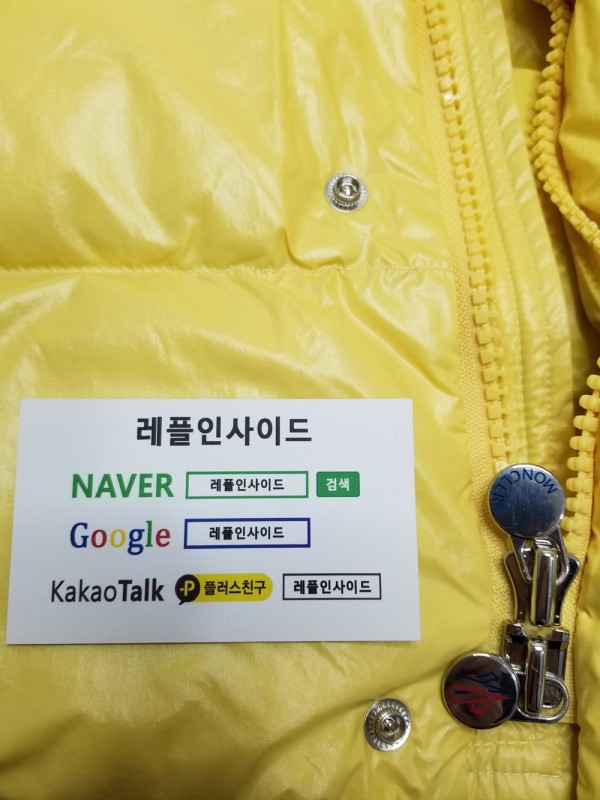 레플인사이드
NAVER 레플인사이드 검색
Google 레플인사이드
KakaoTalk P 플러스친구 레플인사이드
MONCLER